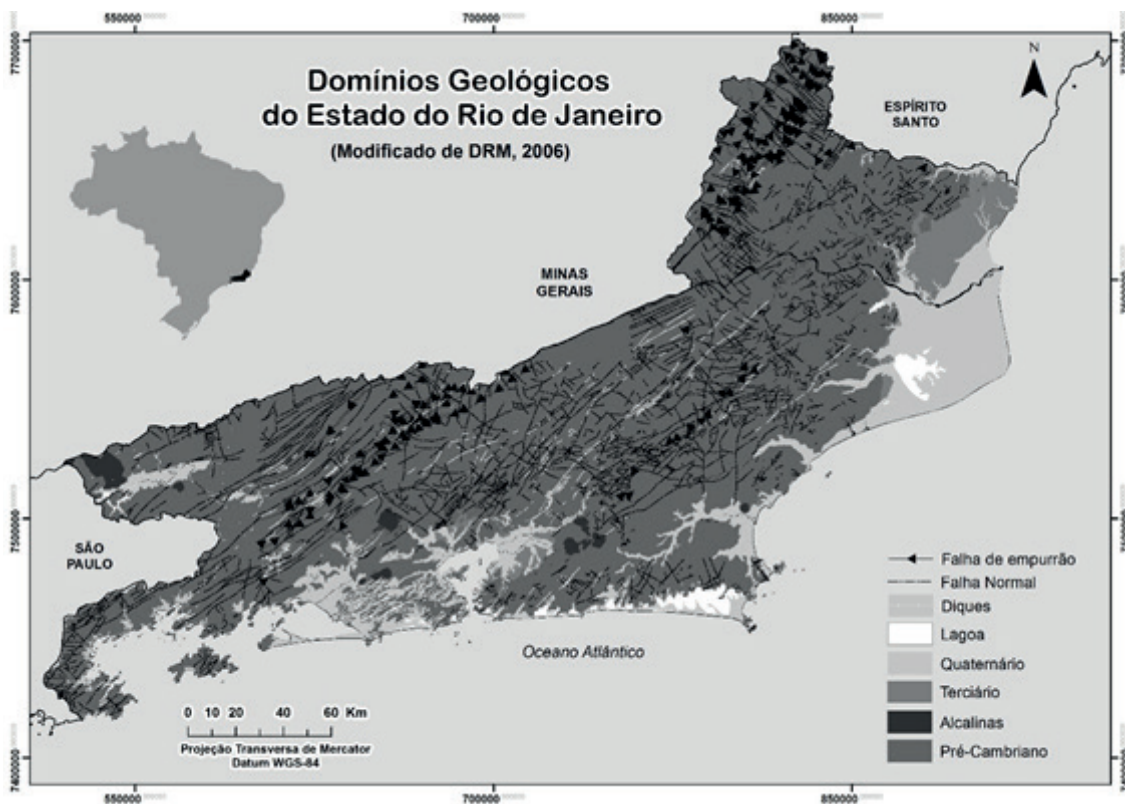 550000
700000
850000
7700000
Domínios Geológicos
do Estado do Rio de Janeiro
(Modificado de DRM, 2006)
N
ESPÍRITO
SANTO
MINAS
GERAIS
7600000
SÃO
PAULO
7500000
Oceano Atlântico
0 10 20 40 60 Km
Projeção Transversa de Mercator
Datum WGS-84
Falha de empurrão
Falha Normal
Diques
Lagoa
Quaternário
Terciário
Alcalinas
Pré-Cambriano
7400000
550000
700000
850000